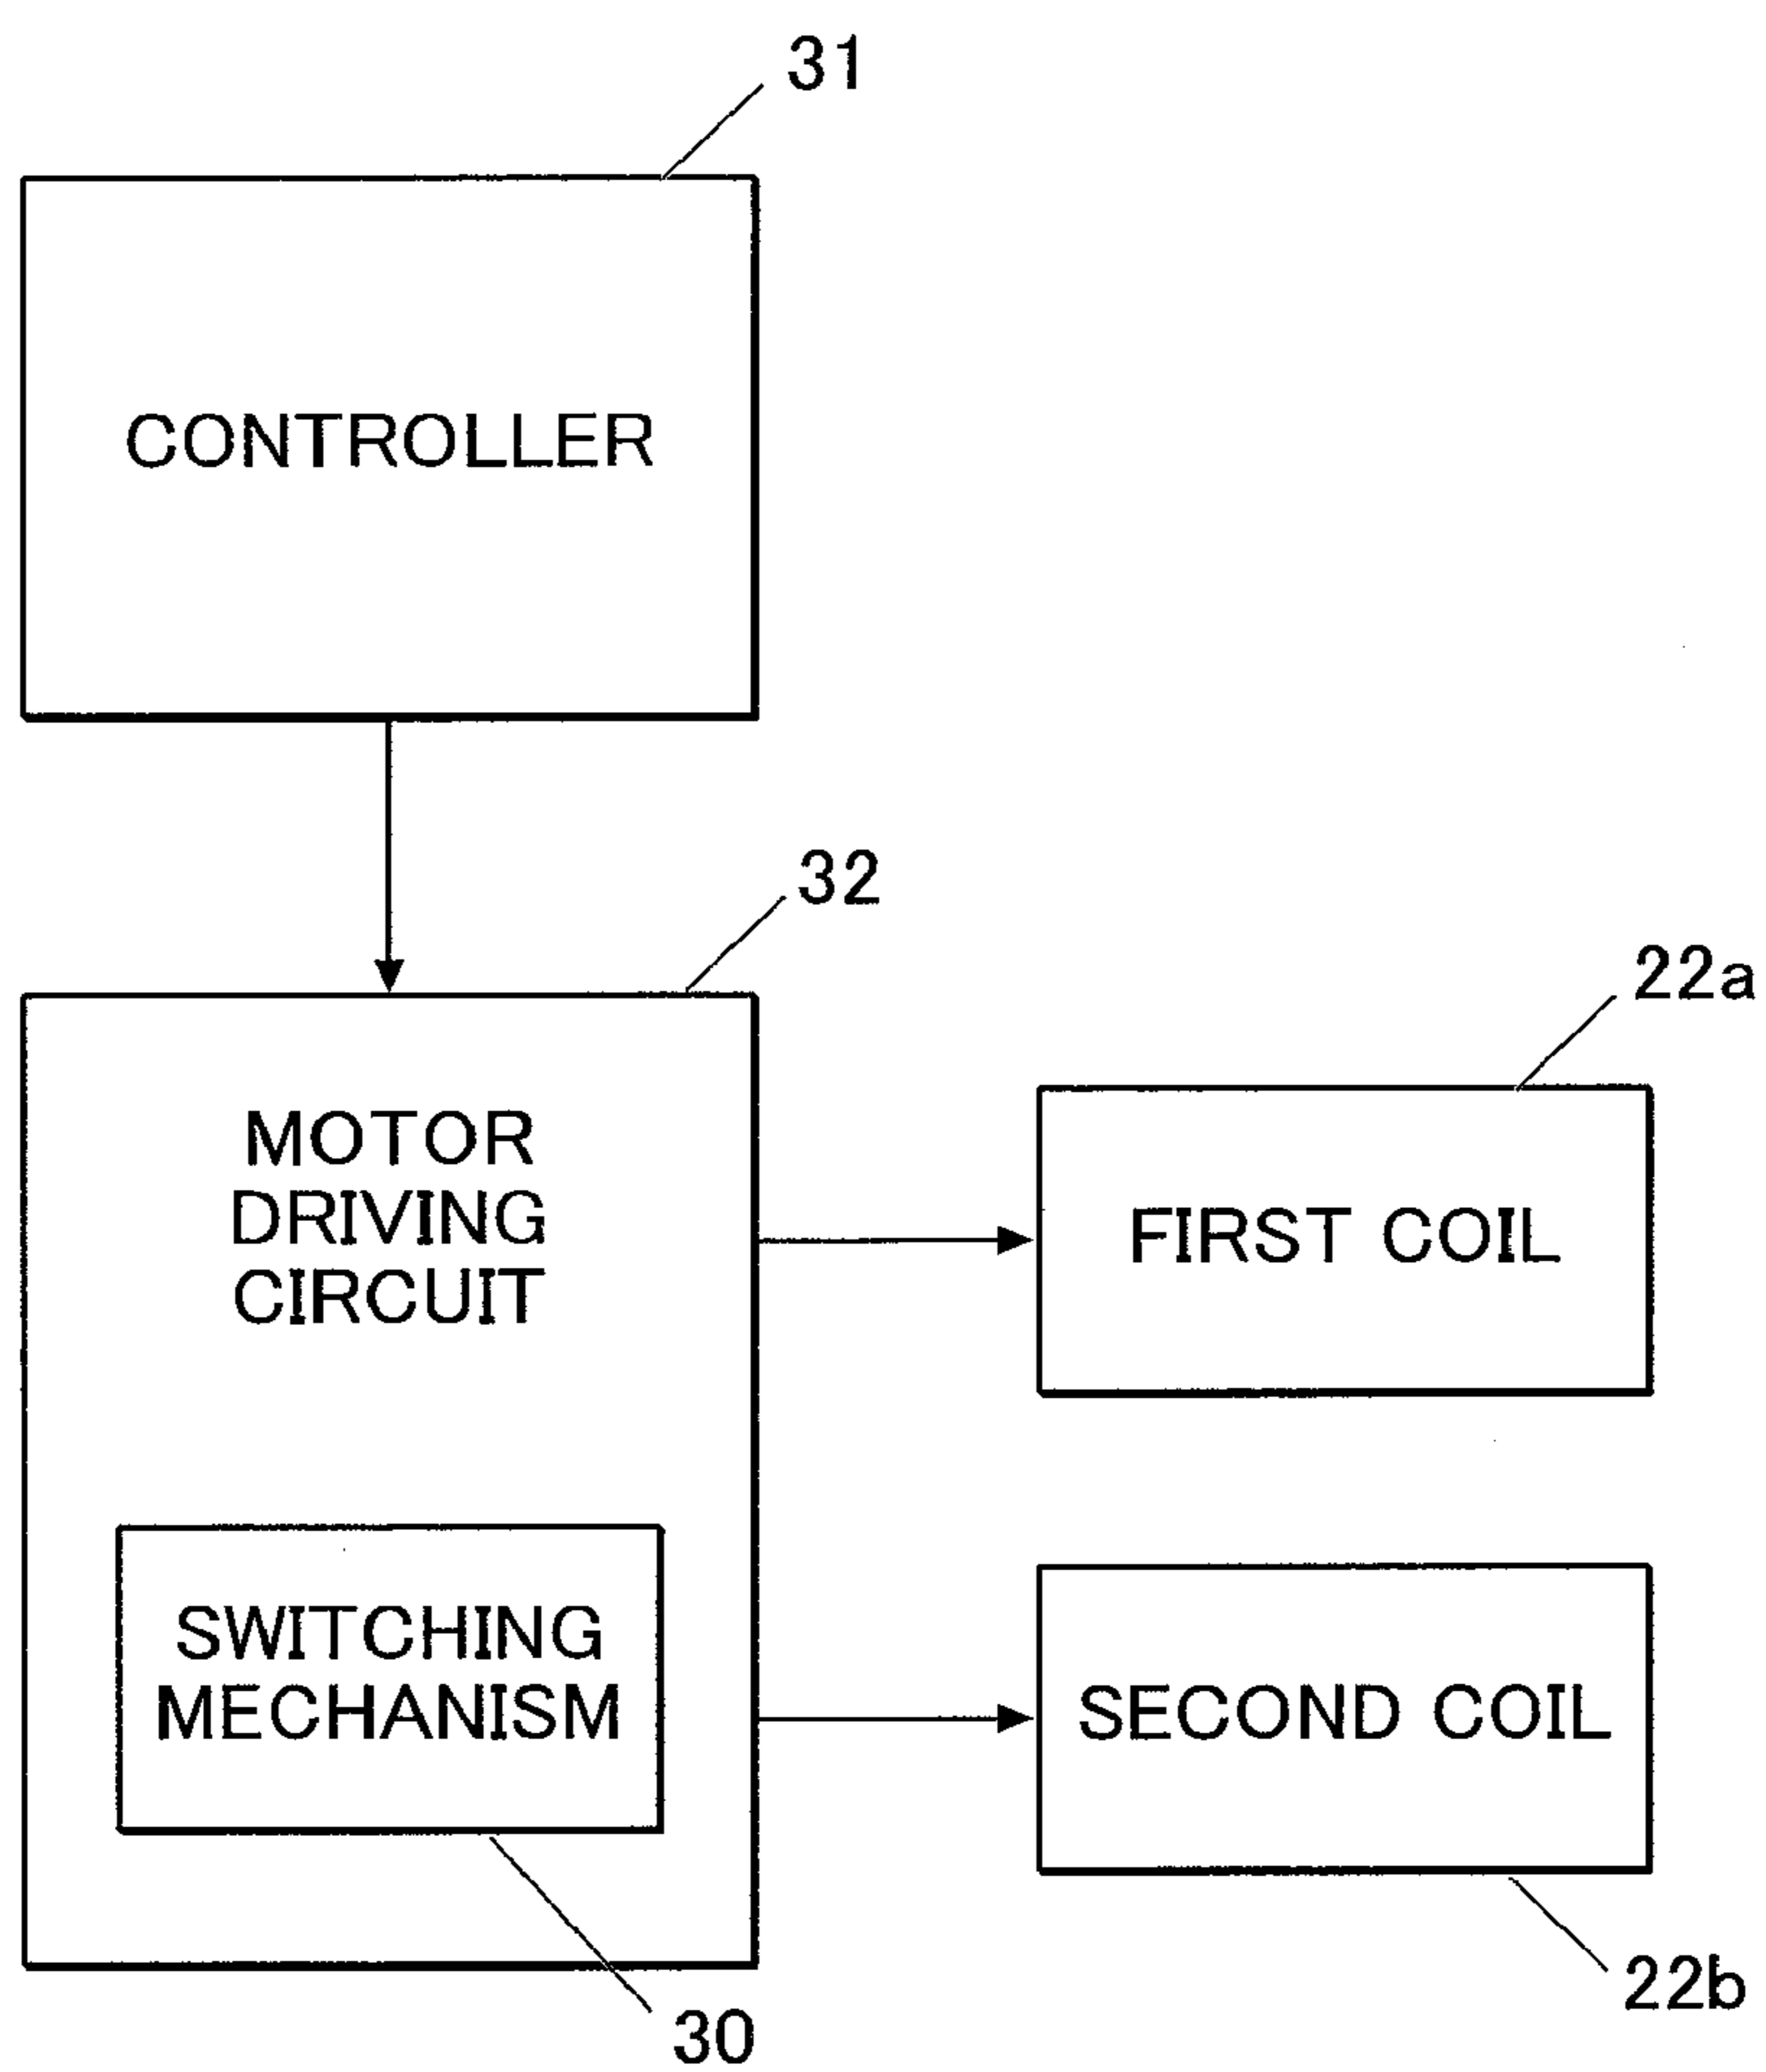 31
CONTROLLER
32
22a
MOTOR
DRIVING
CIRCUIT
FIRST COIL
SWITCHING
MECHANISM
SECOND COIL
22b
30